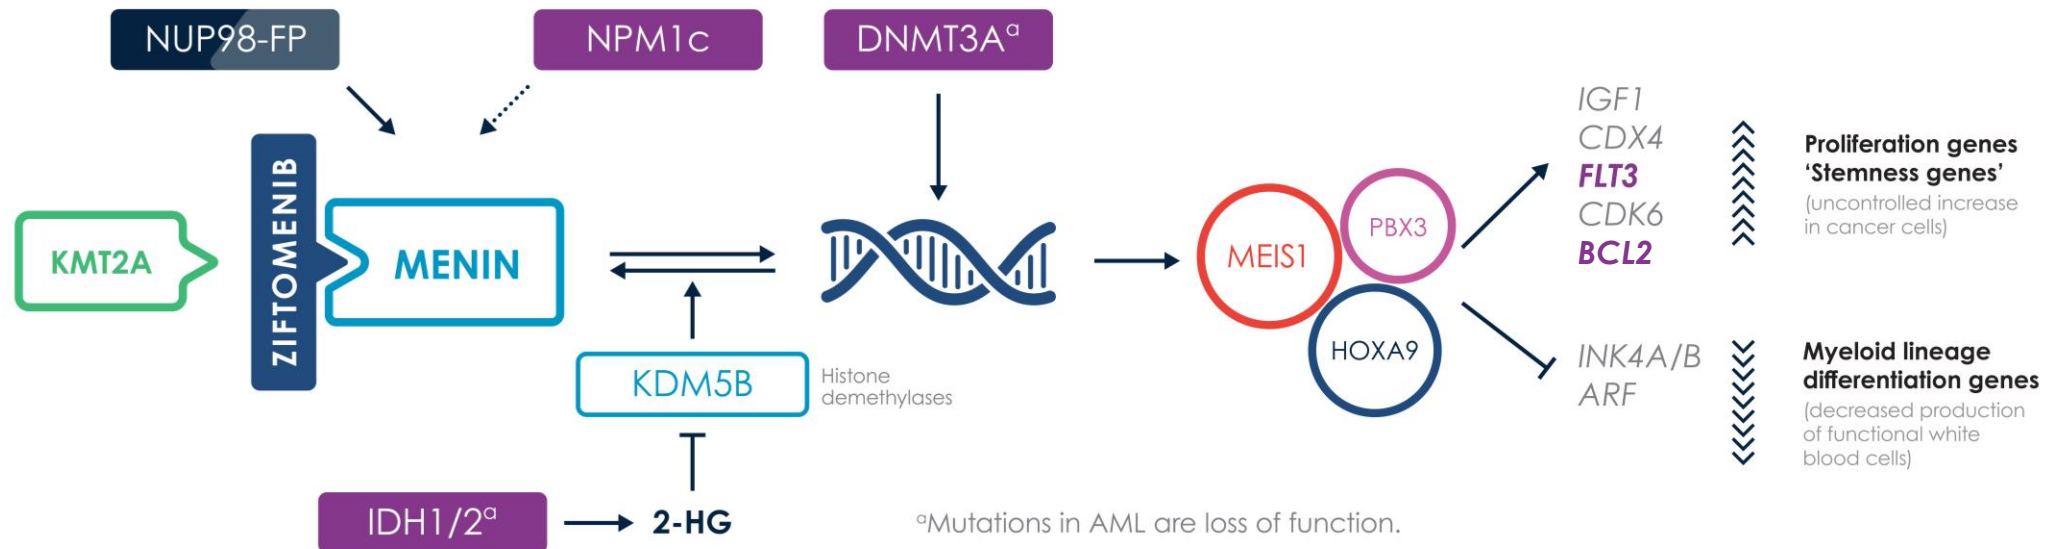 NUP98-FP
NPM1c
DNMT3Aᵃ
KMT2A
ZIFTOMENIB
MENIN
KDM5B
Histone
demethylases
IDH1/2ᵃ
2-HG
MEIS1
PBX3
HOXA9
IGF1
CDX4
FLT3
CDK6
BCL2
Proliferation genes
‘Stemness genes’
(uncontrolled increase
in cancer cells)
INK4A/B
ARF
Myeloid lineage
differentiation genes
(decreased production
of functional white
blood cells)
ᵃMutations in AML are loss of function.